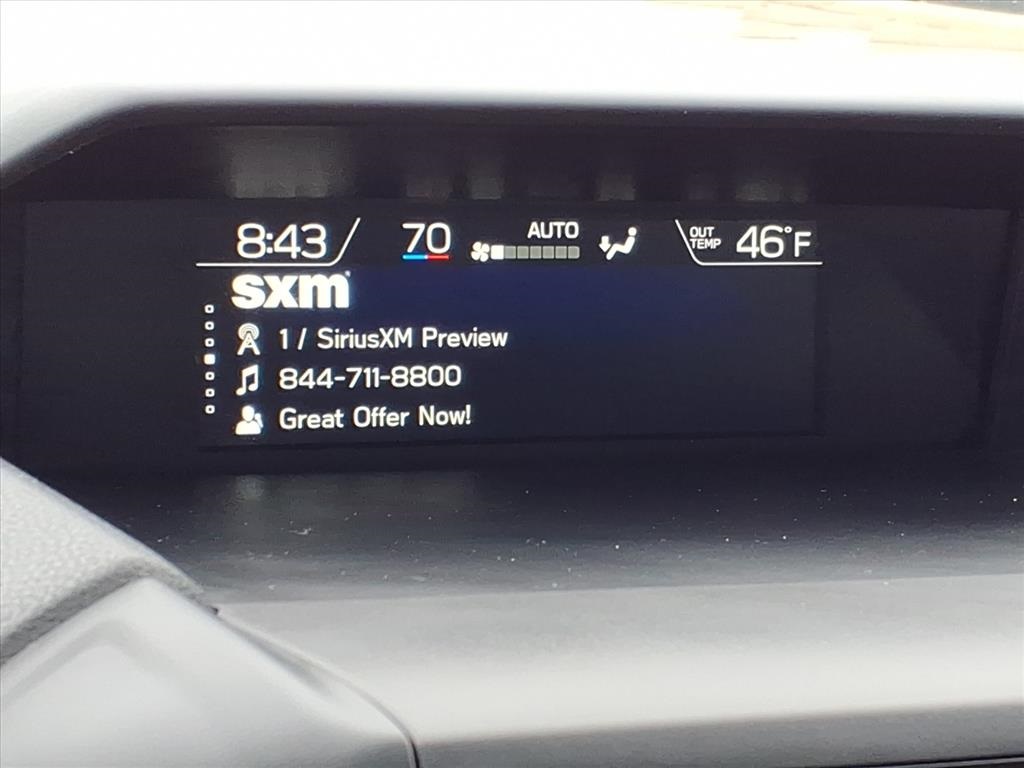 8:43 70 AUTO OUT TEMP 46°F
sxm
1 / SiriusXM Preview
844-711-8800
Great Offer Now!